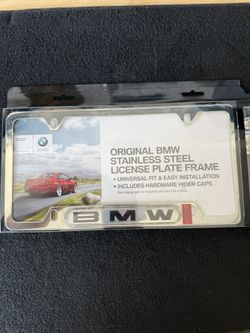 ORIGINAL BMW
STAINLESS STEEL
LICENSE PLATE FRAME
• UNIVERSAL FIT & EASY INSTALLATION
• INCLUDES HARDWARE HIDER CAPS
BMW